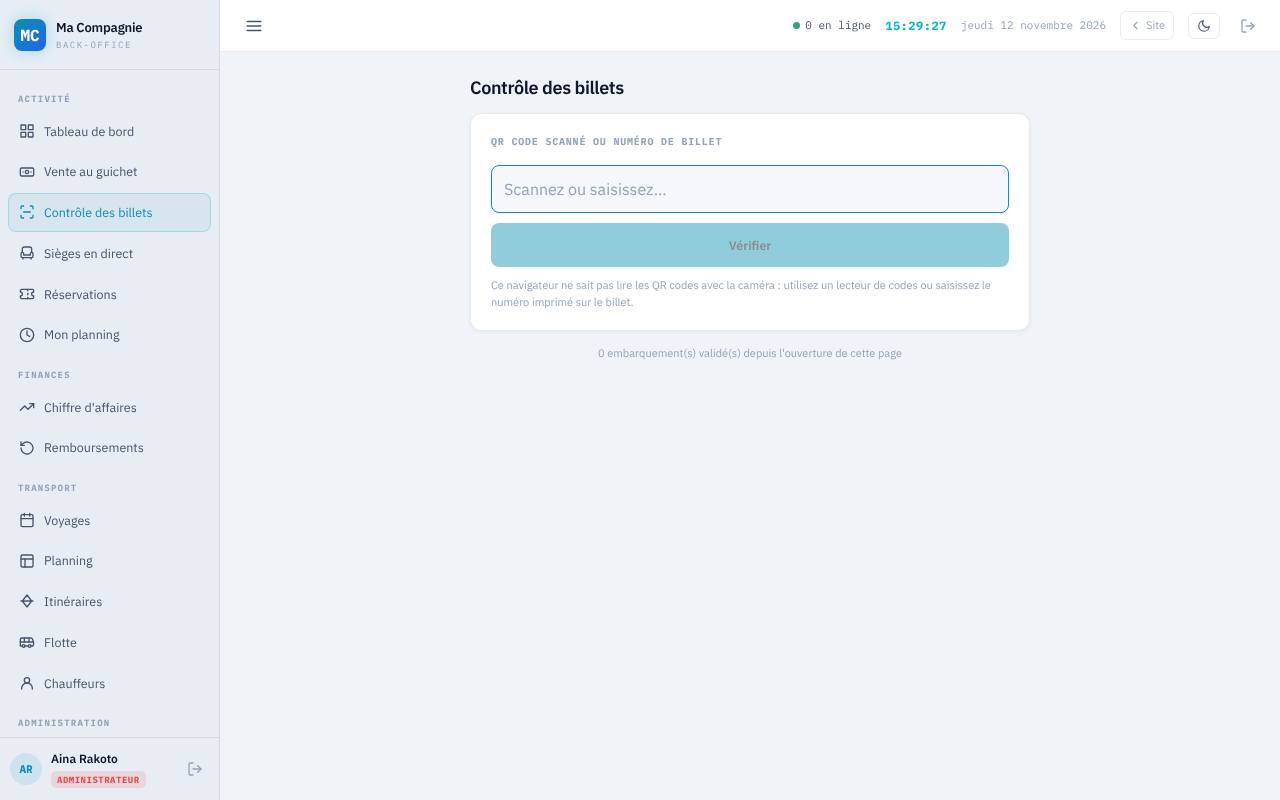 MC
Ma Compagnie
BACK-OFFICE
0 en ligne
15:29:27
jeudi 12 novembre 2026
Site
ACTIVITÉ
Tableau de bord
Vente au guichet
Contrôle des billets
Sièges en direct
Réservations
Mon planning
FINANCES
Chiffre d'affaires
Remboursements
TRANSPORT
Voyages
Planning
Itinéraires
Flotte
Chauffeurs
ADMINISTRATION
AR
Aina Rakoto
ADMINISTRATEUR
Contrôle des billets
QR CODE SCANNÉ OU NUMÉRO DE BILLET
Scannez ou saisissez…
Vérifier
Ce navigateur ne sait pas lire les QR codes avec la caméra : utilisez un lecteur de codes ou saisissez le
numéro imprimé sur le billet.
0 embarquement(s) validé(s) depuis l'ouverture de cette page